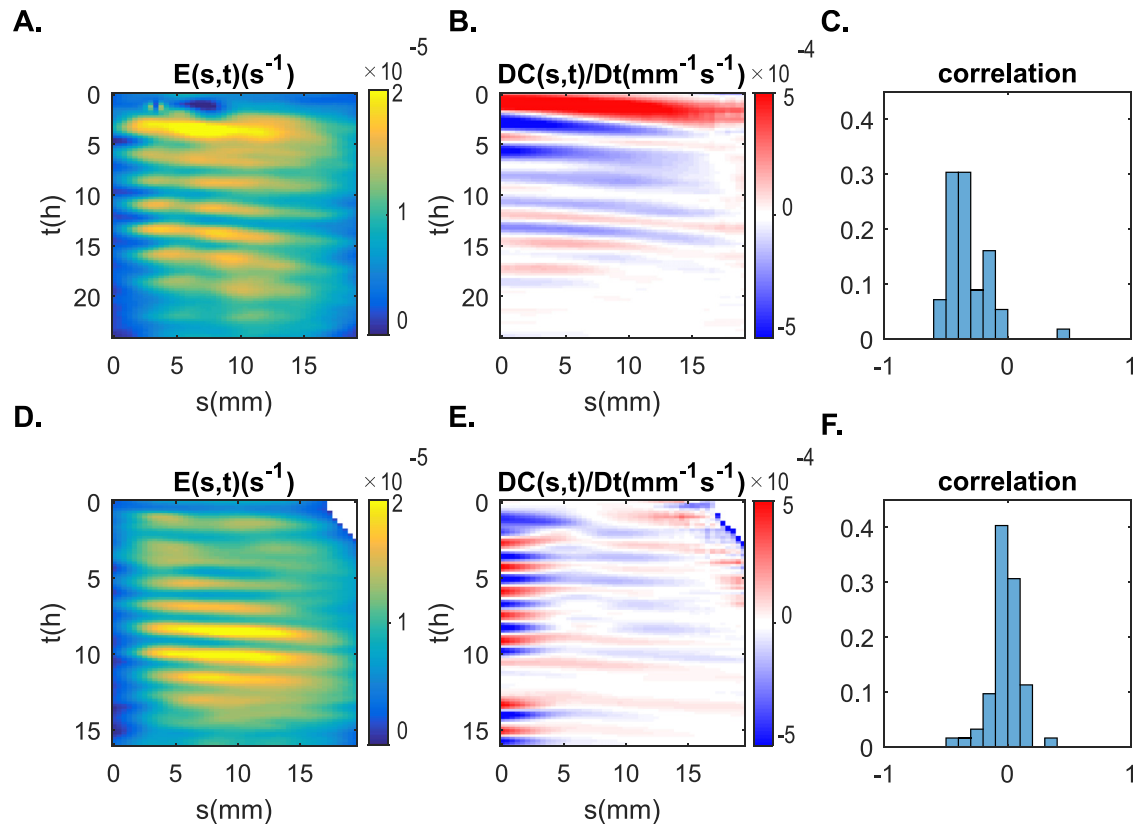 A. B. C.
E(s,t)(s⁻¹) ×10 -5
DC(s,t)/Dt(mm⁻¹s⁻¹) ×10 -4
correlation
0 5 10 15 20
t(h)
0 5 10 15
s(mm)
2 1 0
0 5 10 15 20
t(h)
0 5 10 15
s(mm)
5 0 -5
0.4 0.3 0.2 0.1 0
-1 0 1
D. E. F.
E(s,t)(s⁻¹) ×10 -5
DC(s,t)/Dt(mm⁻¹s⁻¹) ×10 -4
correlation
0 5 10 15
t(h)
0 5 10 15
s(mm)
2 1 0
0 5 10 15
t(h)
0 5 10 15
s(mm)
5 0 -5
0.4 0.3 0.2 0.1 0
-1 0 1